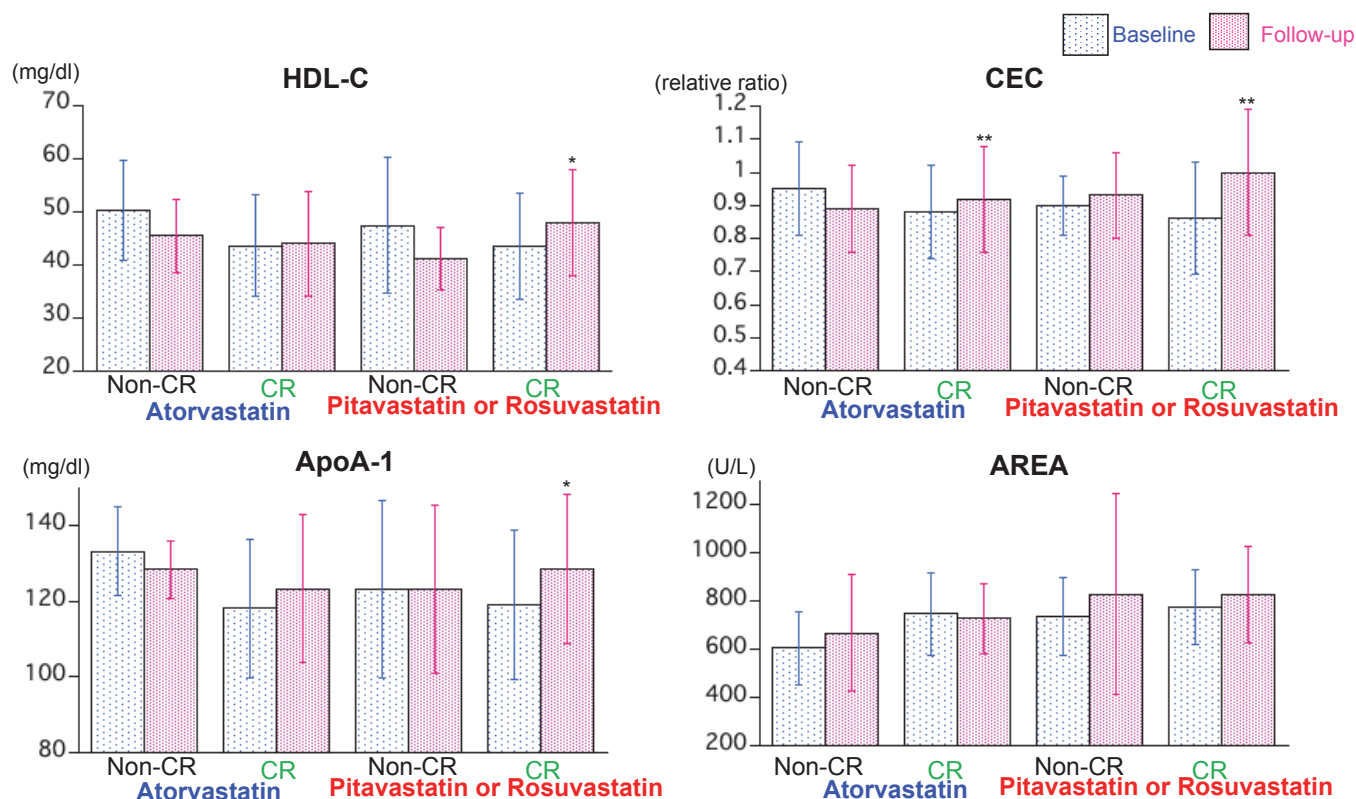 Baseline Follow-up
(mg/dl) HDL-C
70
60
50
40
30
20
*
Non-CR CR Non-CR CR
Atorvastatin Pitavastatin or Rosuvastatin
(relative ratio) CEC
1.2
1.1
1
0.9
0.8
0.7
0.6
0.5
0.4
** **
Non-CR CR Non-CR CR
Atorvastatin Pitavastatin or Rosuvastatin
(mg/dl) ApoA-1
140
120
100
80
*
Non-CR CR Non-CR CR
Atorvastatin Pitavastatin or Rosuvastatin
(U/L) AREA
1200
1000
800
600
400
200
Non-CR CR Non-CR CR
Atorvastatin Pitavastatin or Rosuvastatin